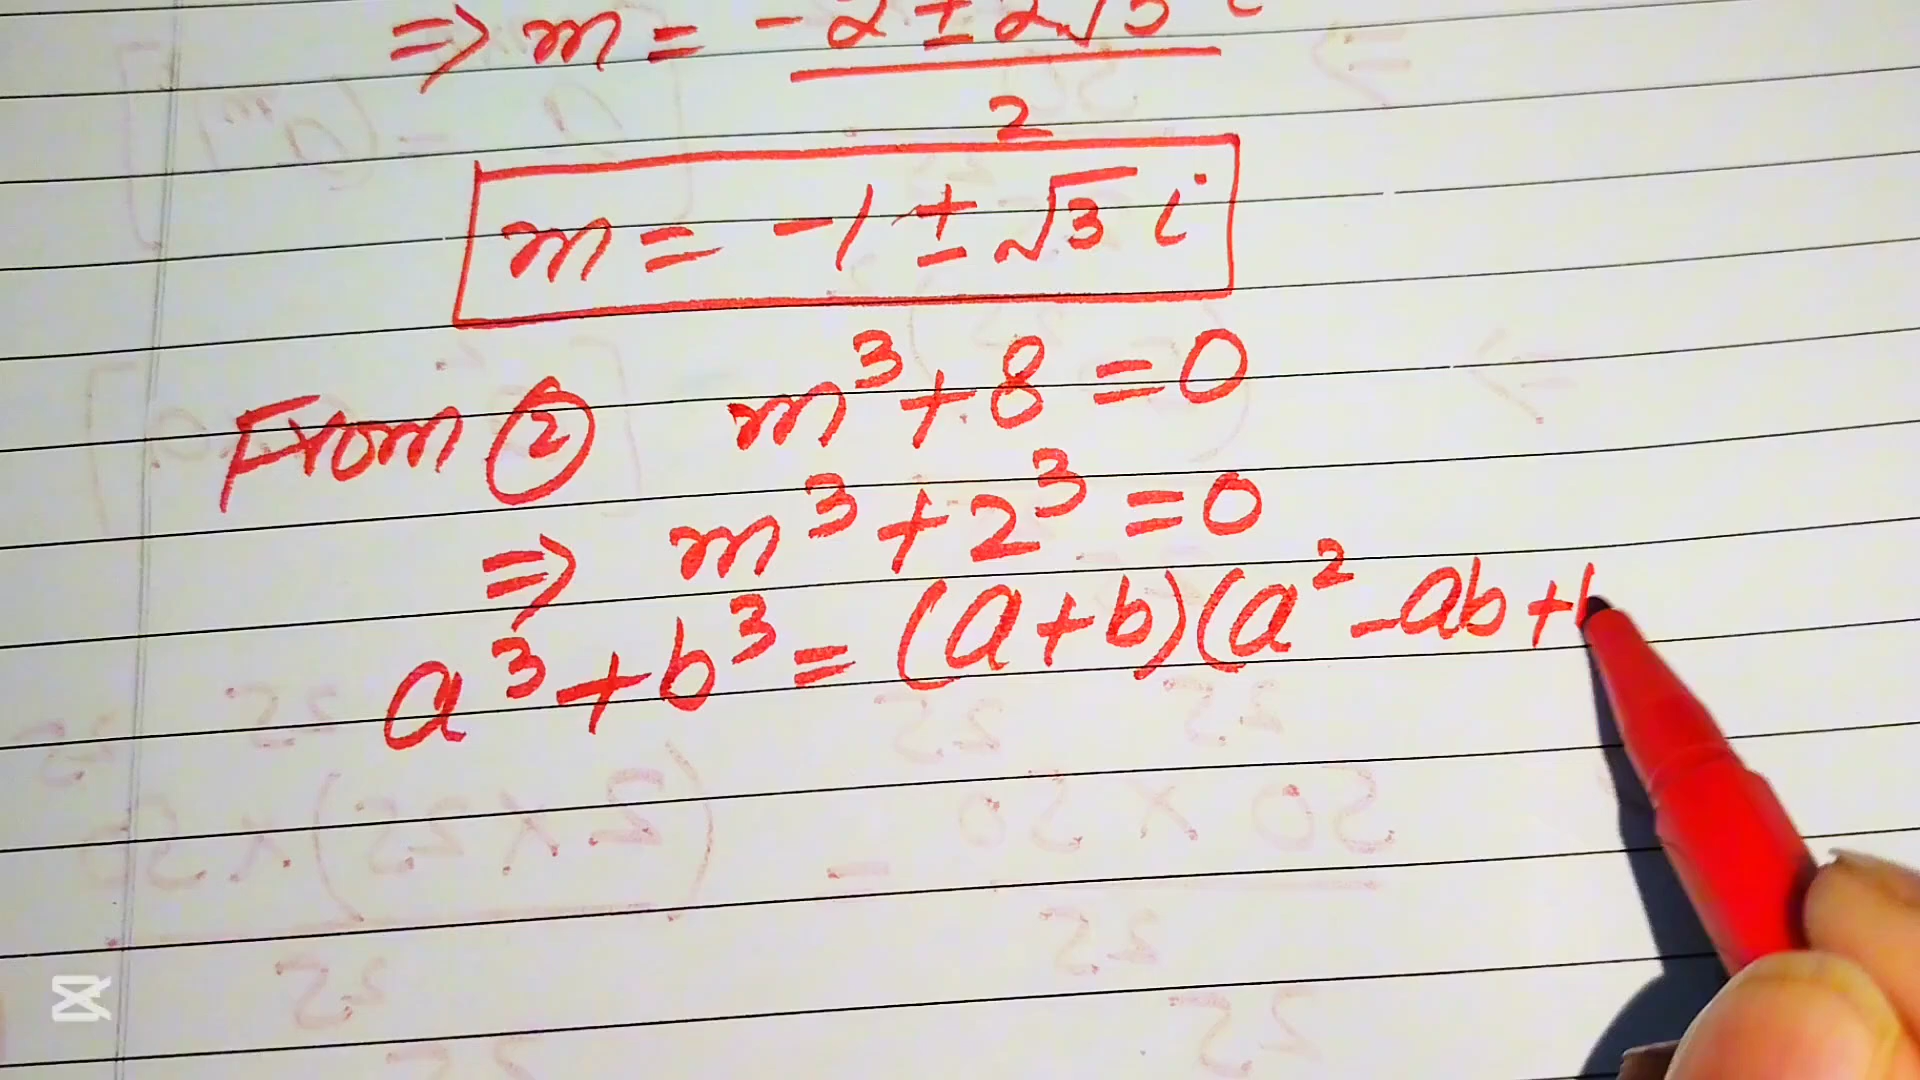 ⇒ m = -2 ± 2√3 i
2
m = -1 ± √3 i
From ② m³ + 8 = 0
⇒ m³ + 2³ = 0
a³ + b³ = (a+b)(a² - ab +